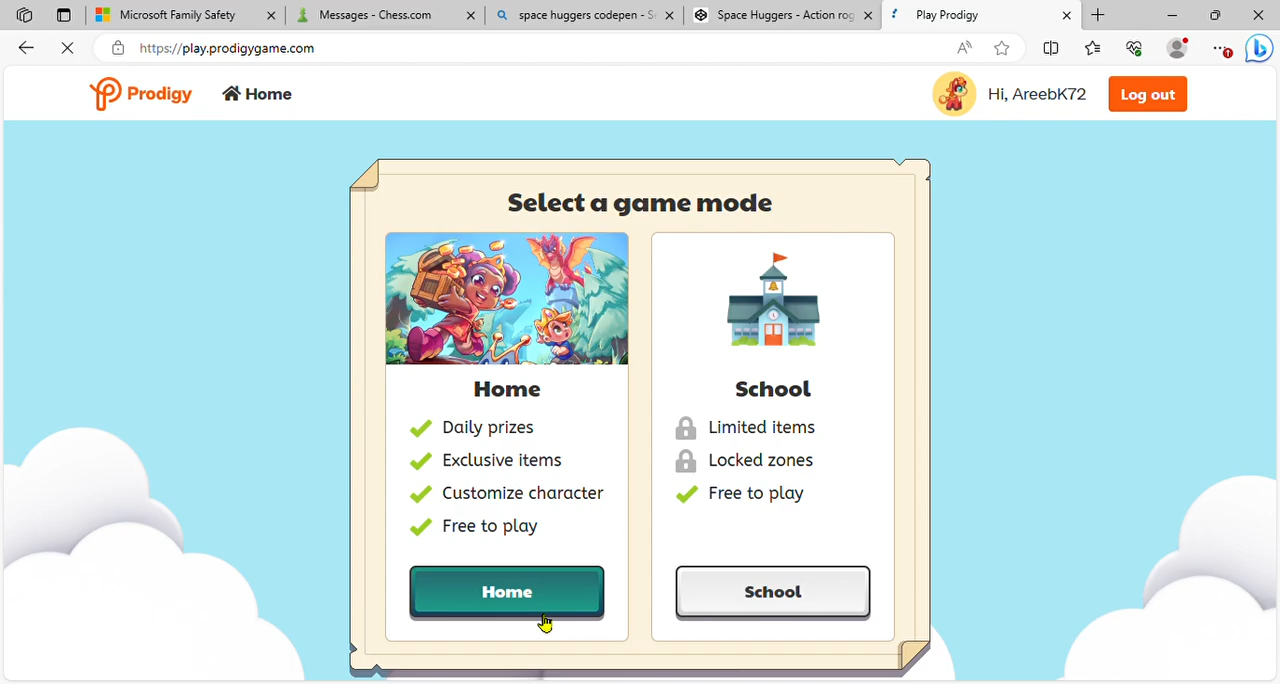 Microsoft Family Safety
Messages - Chess.com
space huggers codepen - Se
Space Huggers - Action rog
Play Prodigy
https://play.prodigygame.com
Prodigy
Home
Hi, AreebK72
Log out
Select a game mode
Home
Daily prizes
Exclusive items
Customize character
Free to play
Home
School
Limited items
Locked zones
Free to play
School